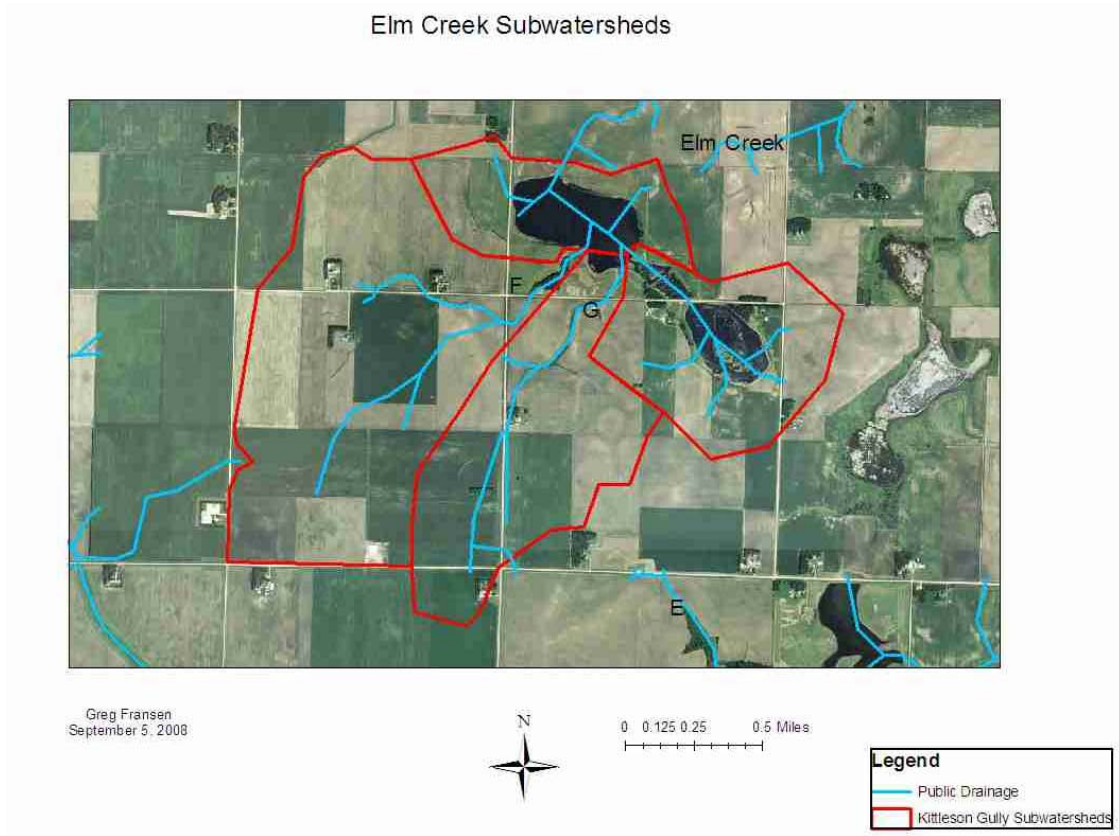 Elm Creek Subwatersheds
Elm Creek
F
G
E
Greg Fransen
September 5, 2008
N
0 0.125 0.25 0.5 Miles
Legend
Public Drainage
Kittleson Gully Subwatersheds